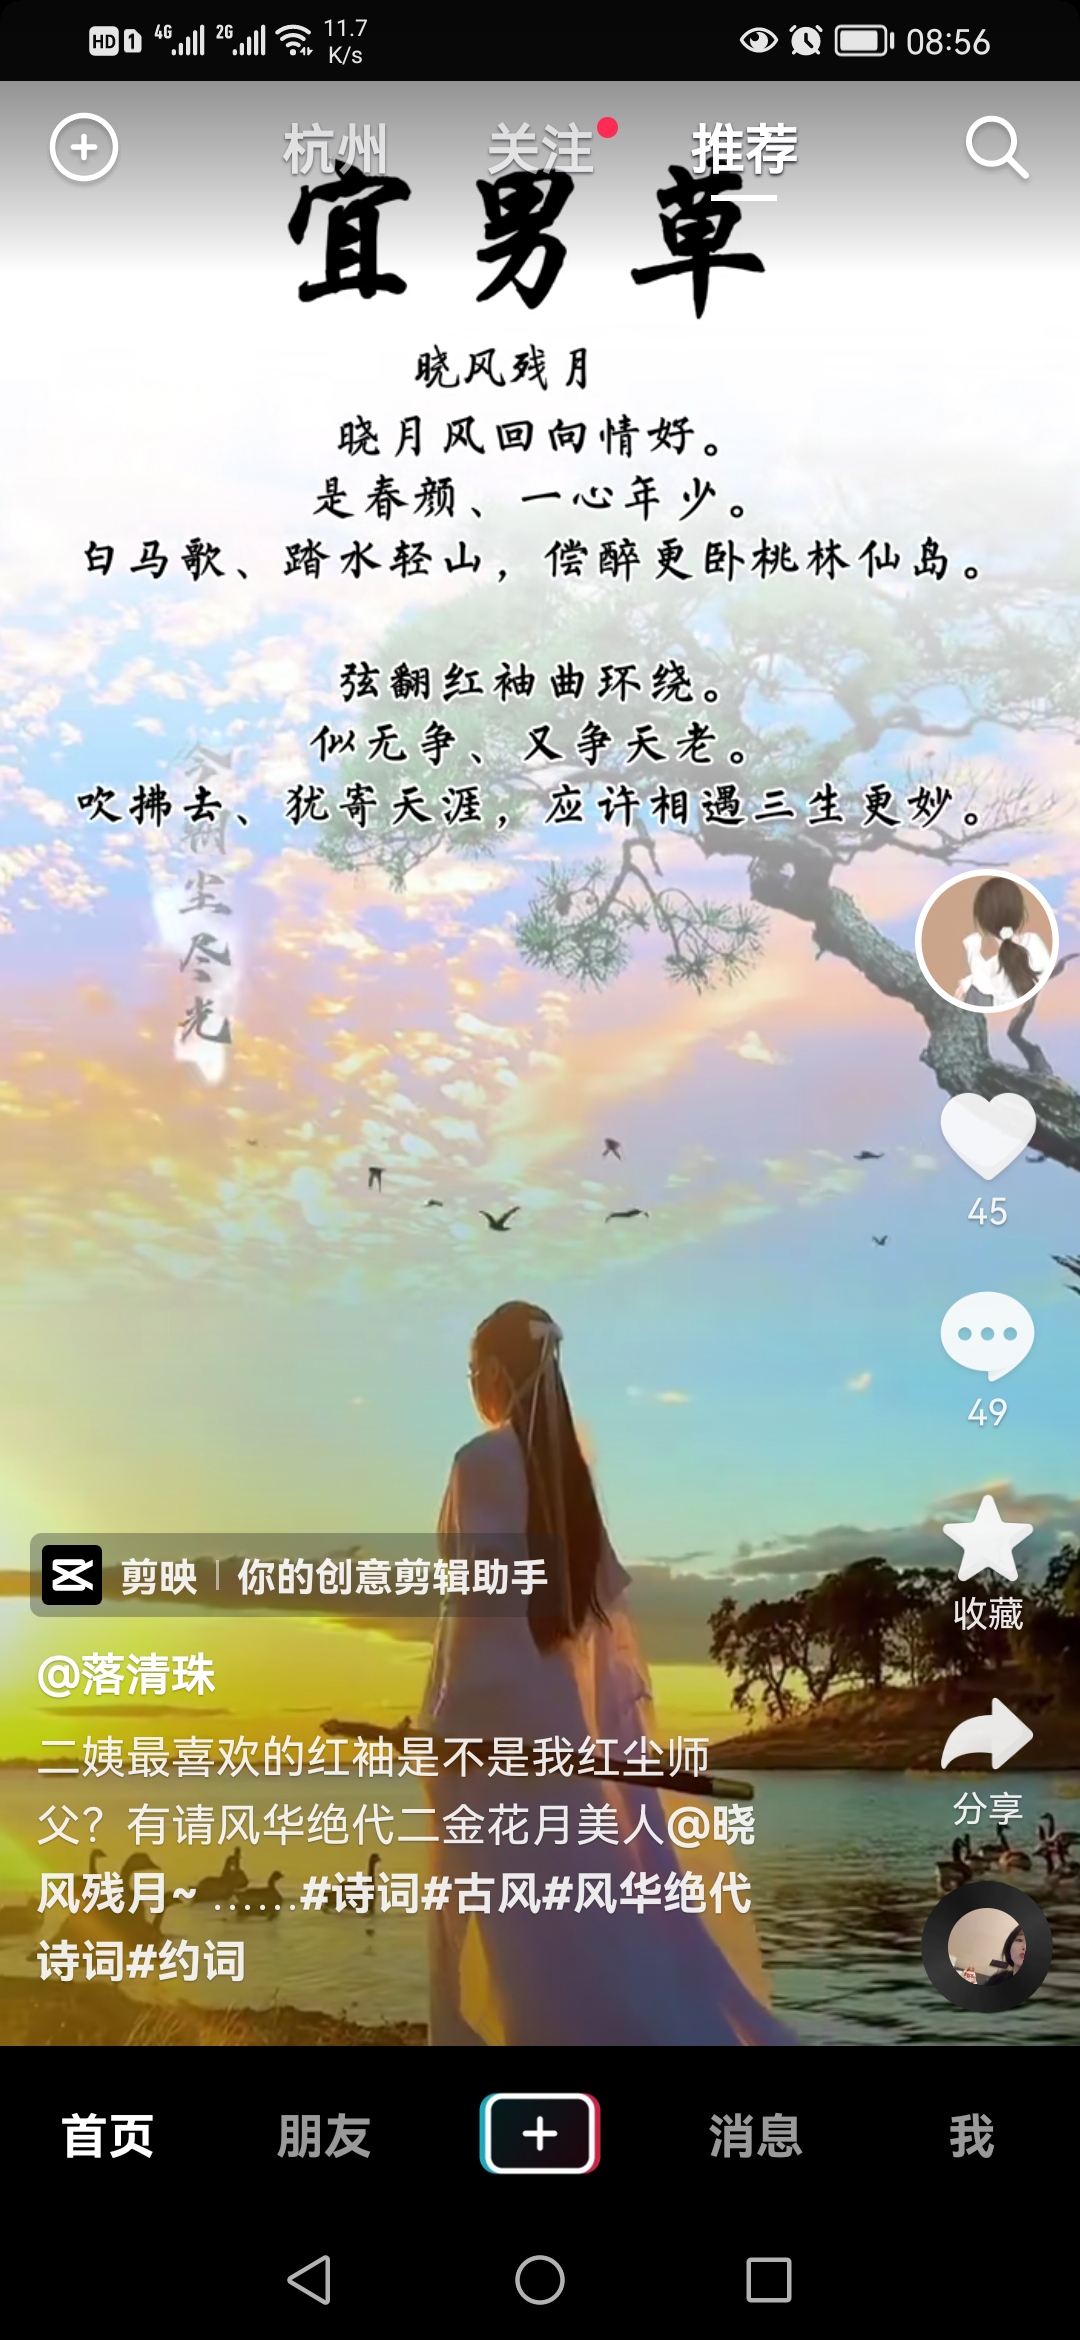 HD 1 4G 2G 11.7 K/s 08:56
杭州 关注 推荐
宜男草
晓风残月
晓月风回向情好。
是春颜、一心年少。
白马歌、踏水轻山，偿醉更卧桃林仙岛。
弦翻红袖曲环绕。
似无争、又争天老。
吹拂去、犹寄天涯，应许相遇三生更妙。
今朝尘尽光
45
49
收藏
分享
剪映 | 你的创意剪辑助手
@落清珠
二姨最喜欢的红袖是不是我红尘师
父？有请风华绝代二金花月美人@晓
风残月~ ......#诗词#古风#风华绝代
诗词#约词
首页 朋友 消息 我